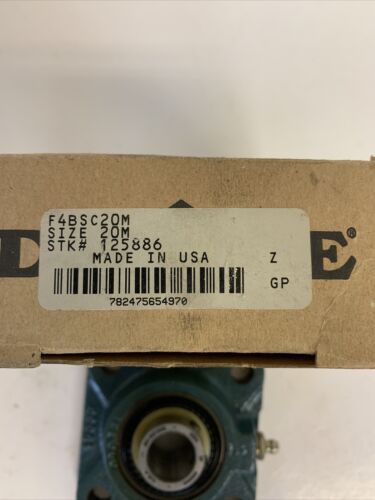 F4BSC20M
SIZE 20M
STK# 125886
MADE IN USA Z
GP
782475654970
D E